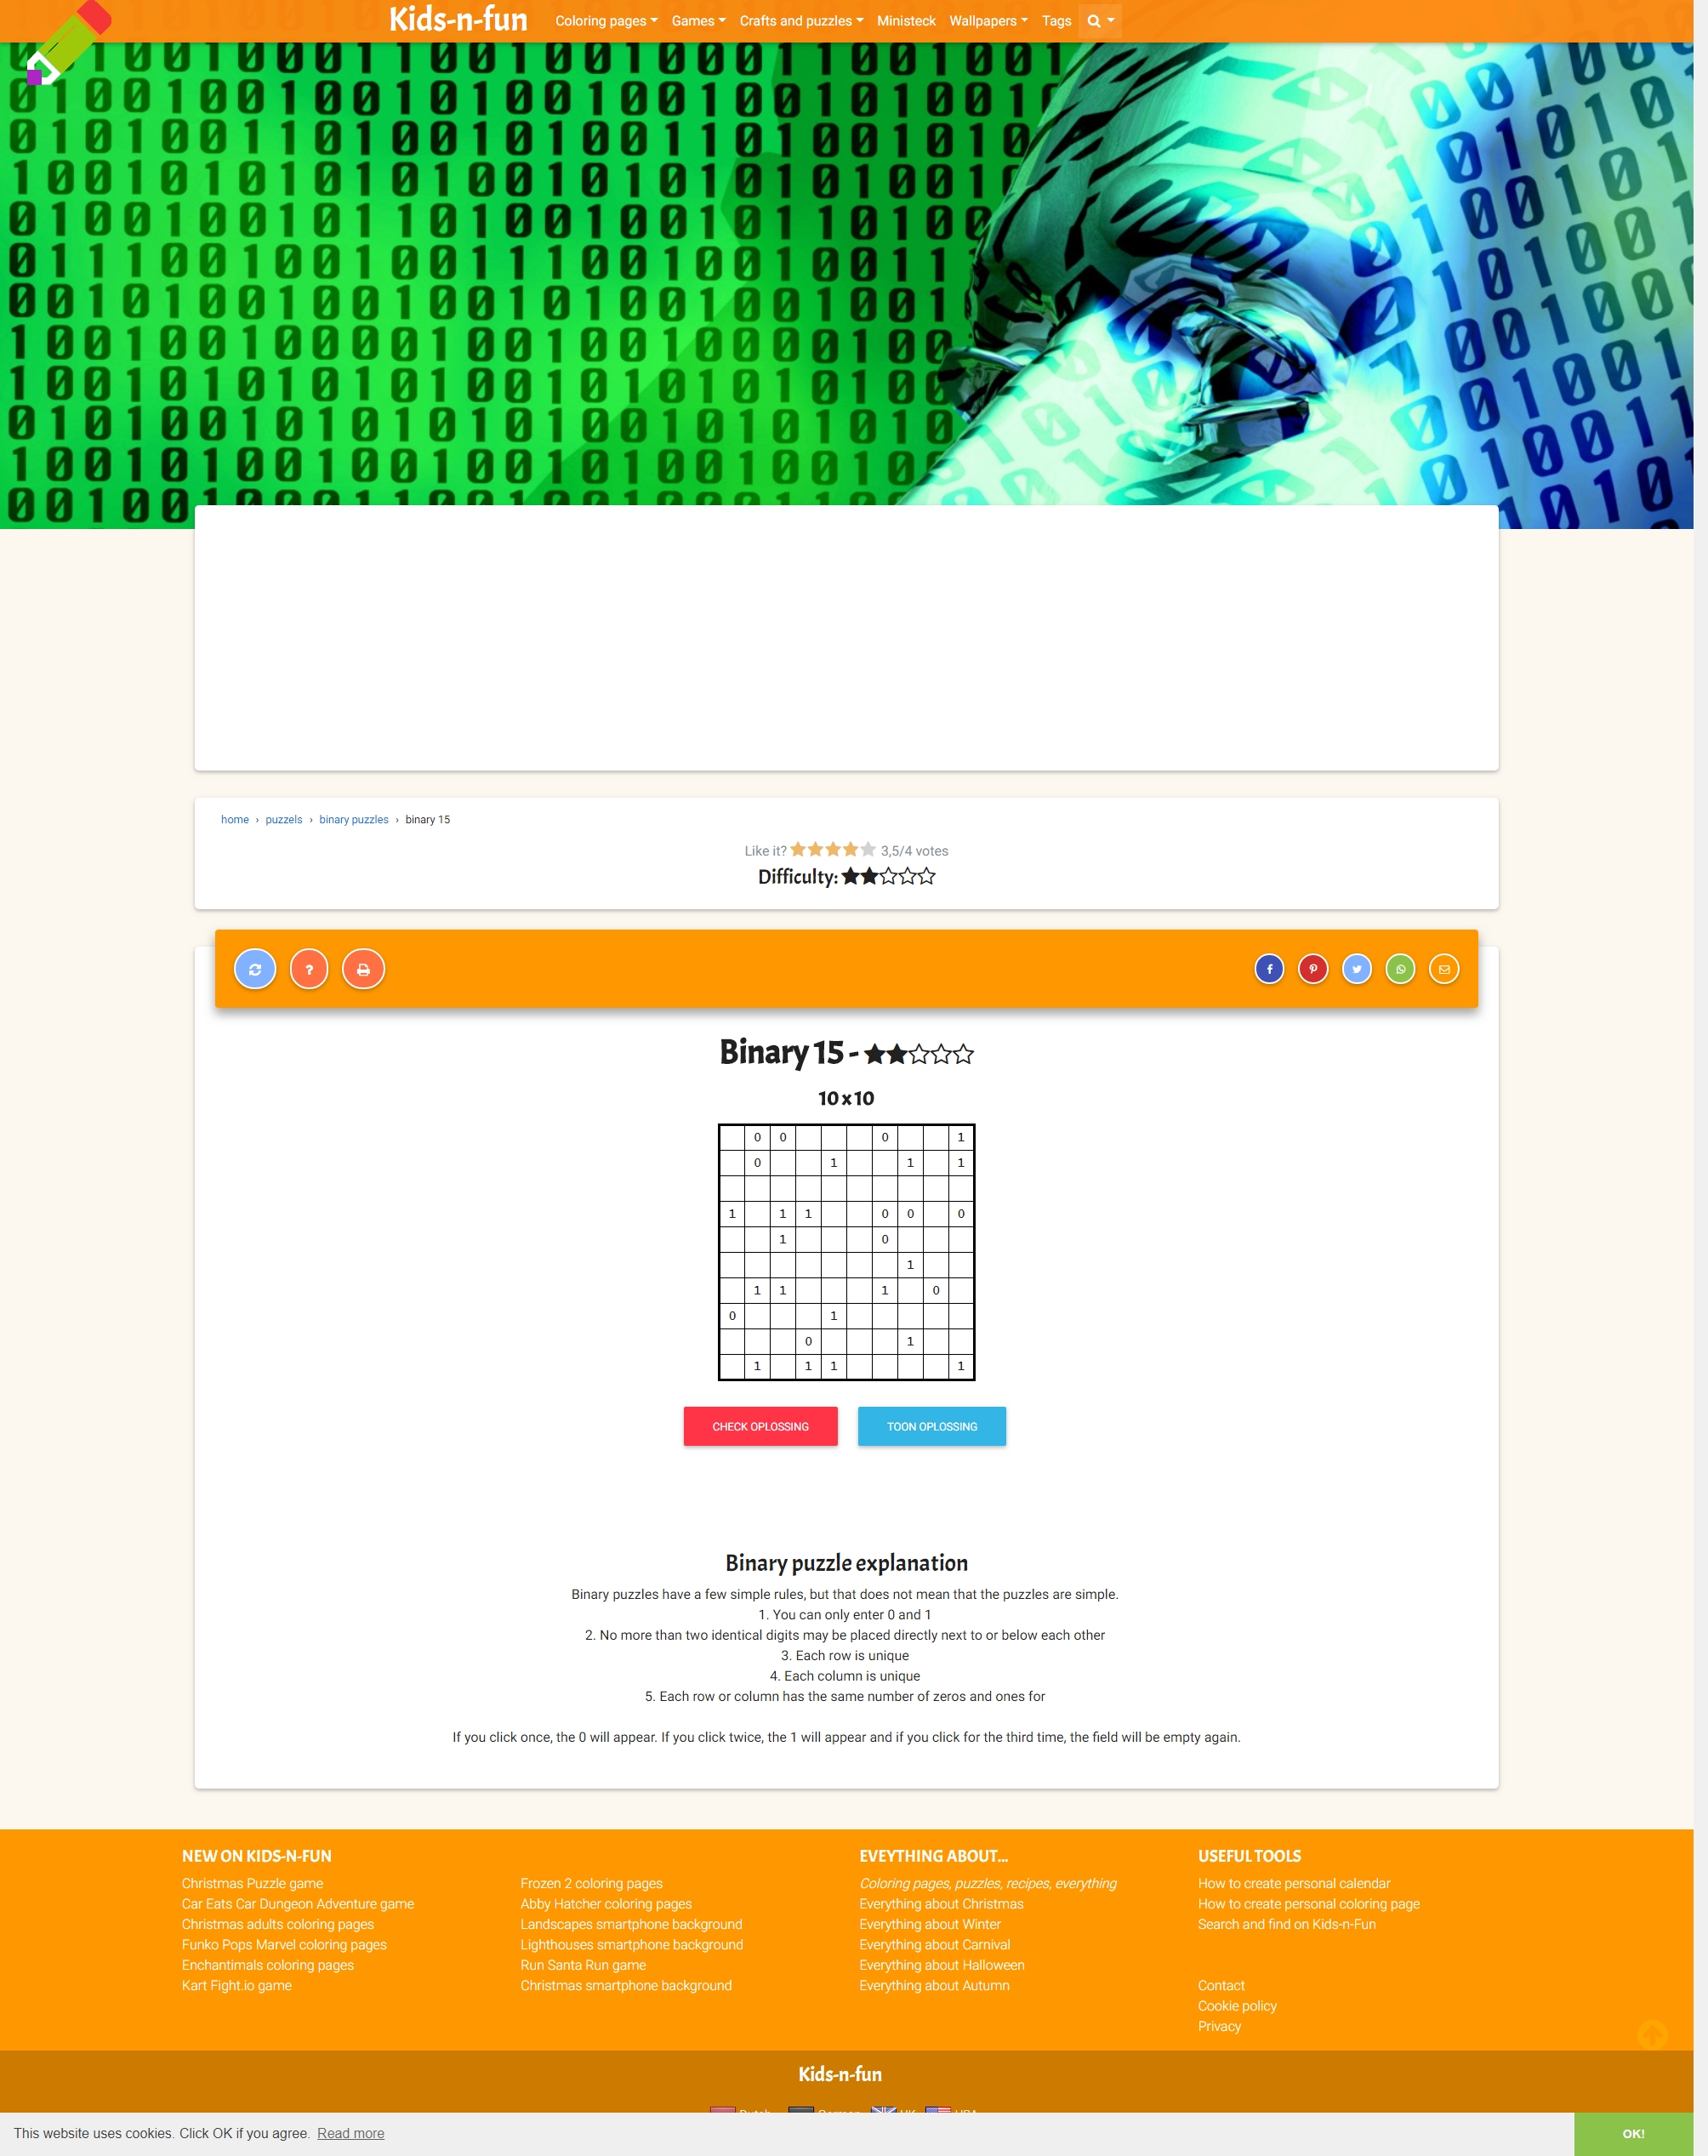 Kids-n-fun Coloring pages Games Crafts and puzzles Ministeck Wallpapers Tags
home › puzzels › binary puzzles › binary 15
Like it? 3,5/4 votes
Difficulty:
Binary 15 -
10 x 10
0 0 0 1
0 1 1 1
1 1 1 0 0 0
1 0
1
1 1 1 0
0 1
0 1
1 1 1 1
CHECK OPLOSSING TOON OPLOSSING
Binary puzzle explanation
Binary puzzles have a few simple rules, but that does not mean that the puzzles are simple.
1. You can only enter 0 and 1
2. No more than two identical digits may be placed directly next to or below each other
3. Each row is unique
4. Each column is unique
5. Each row or column has the same number of zeros and ones for
If you click once, the 0 will appear. If you click twice, the 1 will appear and if you click for the third time, the field will be empty again.
NEW ON KIDS-N-FUN
Christmas Puzzle game
Car Eats Car Dungeon Adventure game
Christmas adults coloring pages
Funko Pops Marvel coloring pages
Enchantimals coloring pages
Kart Fight.io game
Frozen 2 coloring pages
Abby Hatcher coloring pages
Landscapes smartphone background
Lighthouses smartphone background
Run Santa Run game
Christmas smartphone background
EVEYTHING ABOUT...
Coloring pages, puzzles, recipes, everything
Everything about Christmas
Everything about Winter
Everything about Carnival
Everything about Halloween
Everything about Autumn
USEFUL TOOLS
How to create personal calendar
How to create personal coloring page
Search and find on Kids-n-Fun
Contact
Cookie policy
Privacy
Kids-n-fun
This website uses cookies. Click OK if you agree. Read more
OK!